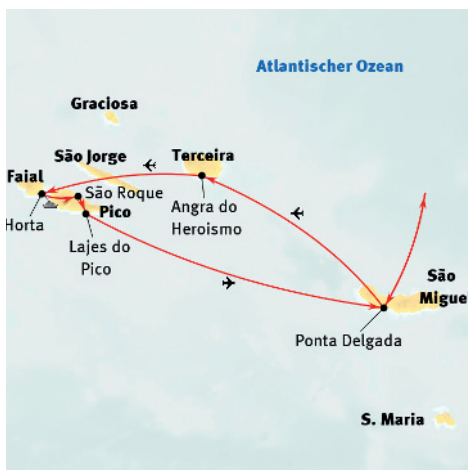 Atlantischer Ozean
Graciosa
São Jorge
Terceira
Faial
São Roque
Pico
Horta
Angra do
Heroismo
Lajes do
Pico
São
Miguel
Ponta Delgada
S. Maria